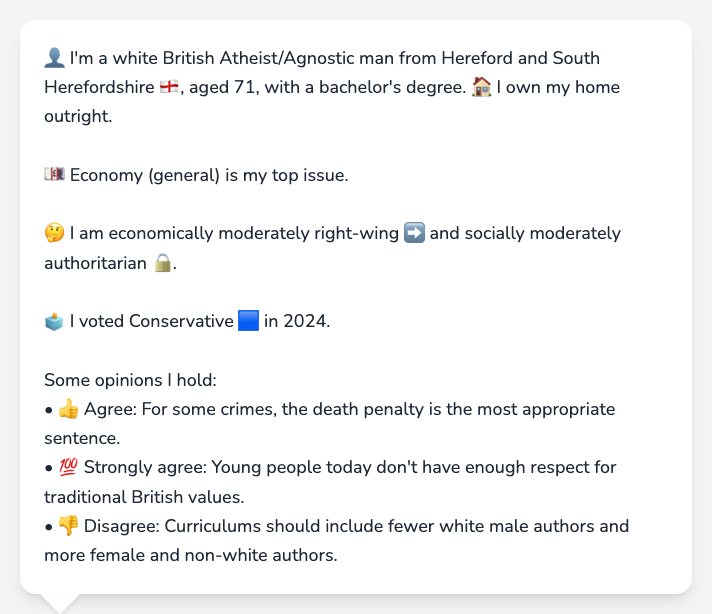 👤 I'm a white British Atheist/Agnostic man from Hereford and South
Herefordshire 🏴󠁧󠁢󠁥󠁮󠁧󠁿, aged 71, with a bachelor's degree. 🏠 I own my home
outright.
💷 Economy (general) is my top issue.
🤔 I am economically moderately right-wing ➡️ and socially moderately
authoritarian 🔒.
🗳️ I voted Conservative 🟦 in 2024.
Some opinions I hold:
• 👍 Agree: For some crimes, the death penalty is the most appropriate
sentence.
• 💯 Strongly agree: Young people today don't have enough respect for
traditional British values.
• 👎 Disagree: Curriculums should include fewer white male authors and
more female and non-white authors.